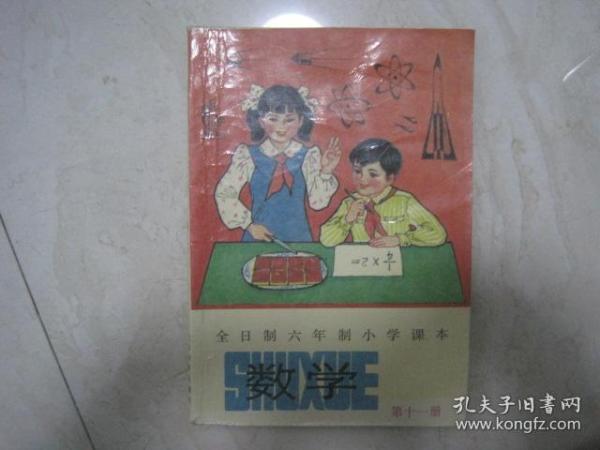 全日制六年制小学课本
SHUXUE
数学
第十一册
孔夫子旧书网
www.kongfz.com